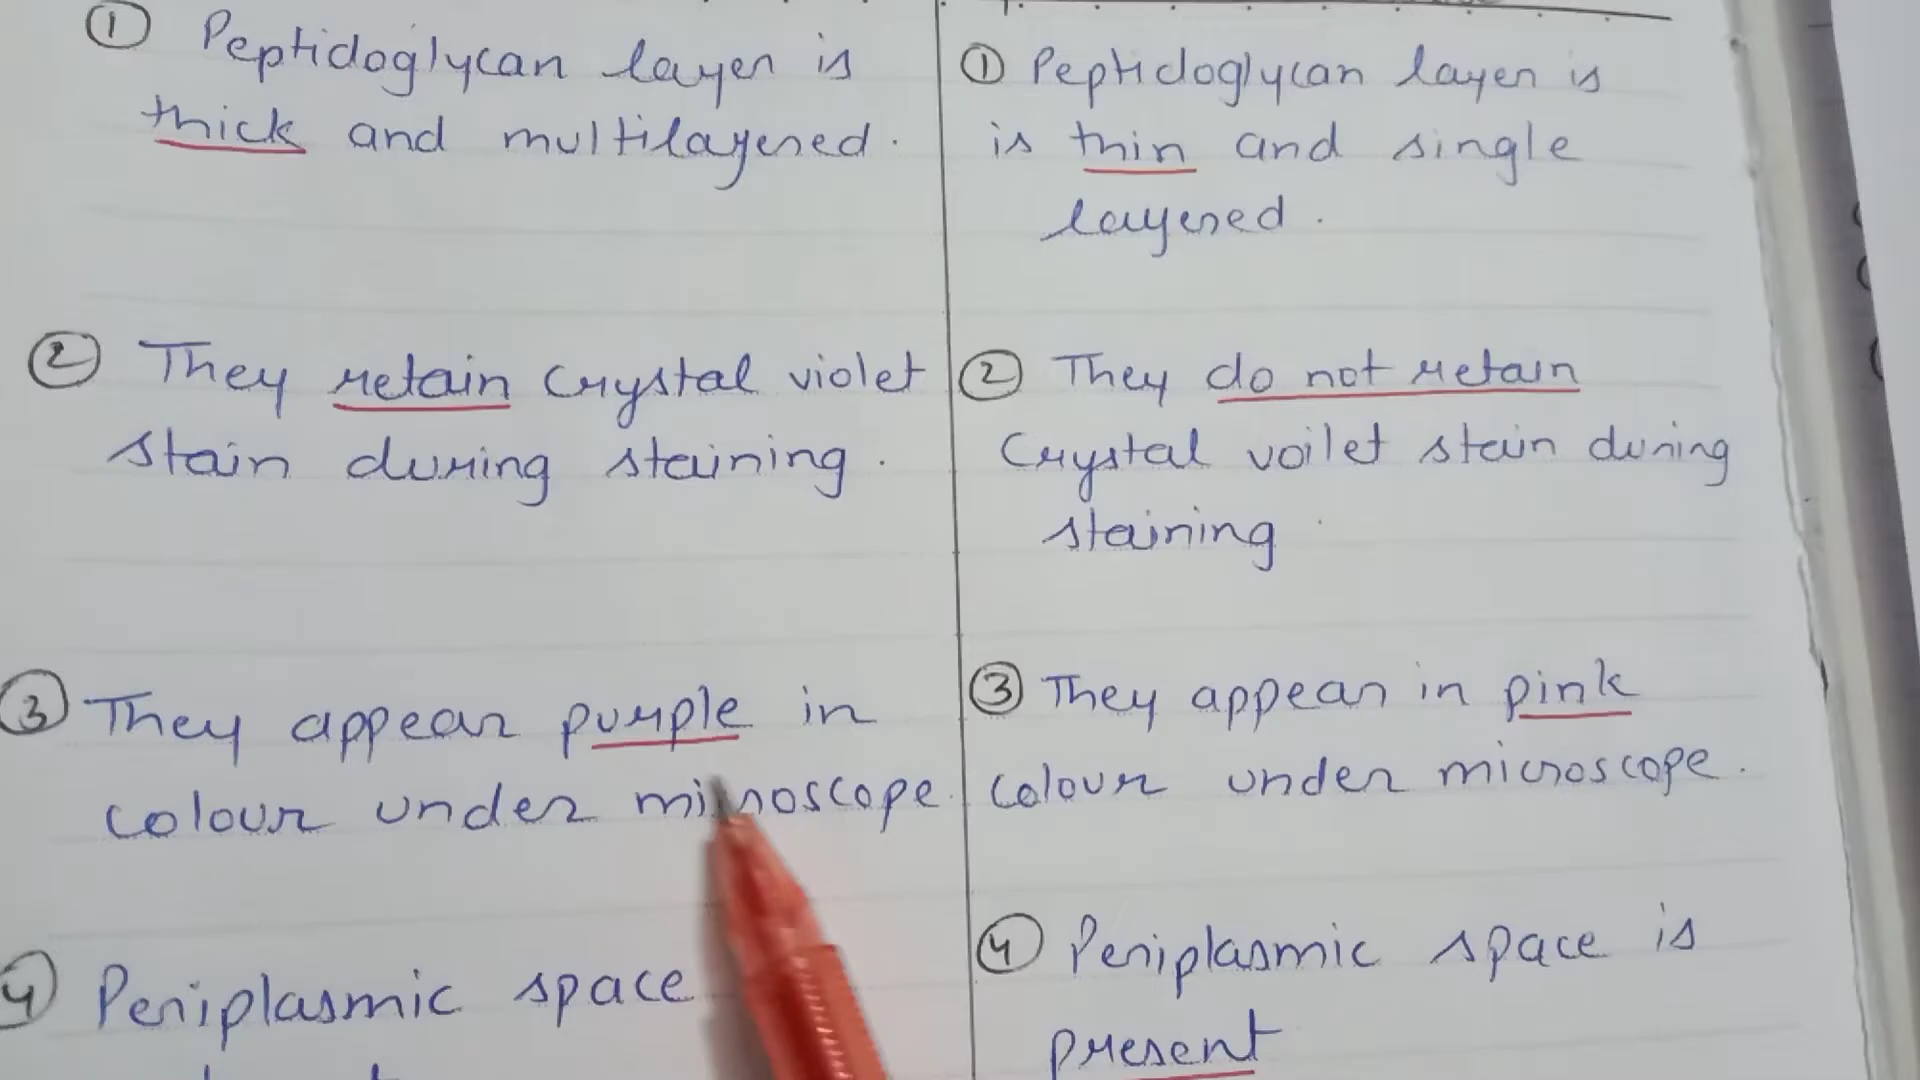 ① Peptidoglycan layer is
thick and multilayered.
② They retain Crystal violet
stain during staining.
③ They appear purple in
colour under microscope.
④ Periplasmic space
① Peptidoglycan layer is
is thin and single
layered.
② They do not retain
Crystal voilet stain during
staining
③ They appear in pink
colour under microscope.
④ Periplasmic space is
present